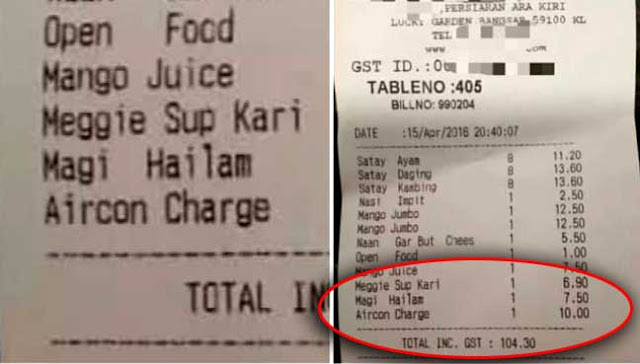 Open Food
Mango Juice
Meggie Sup Kari
Magi Hailam
Aircon Charge
TOTAL IN
,PERSIARAN ARA KIRI
LUCKY GARDEN BANGSAR 59100 KL
TEL
www .com
GST ID.:0
TABLENO :405
BILLNO: 990204
DATE :15/Apr/2016 20:40:07
Satay Ayam 8 11.20
Satay Daging 8 13.60
Satay Kambing 8 13.60
Nasi Impit 1 2.50
Mango Jumbo 1 12.50
Mango Jumbo 1 12.50
Naan Gar But Chees 1 5.50
Open Food 1 1.00
Mango Juice 1 7.50
Meggie Sup Kari 1 6.90
Magi Hailam 1 7.50
Aircon Charge 1 10.00
TOTAL INC. GST : 104.30